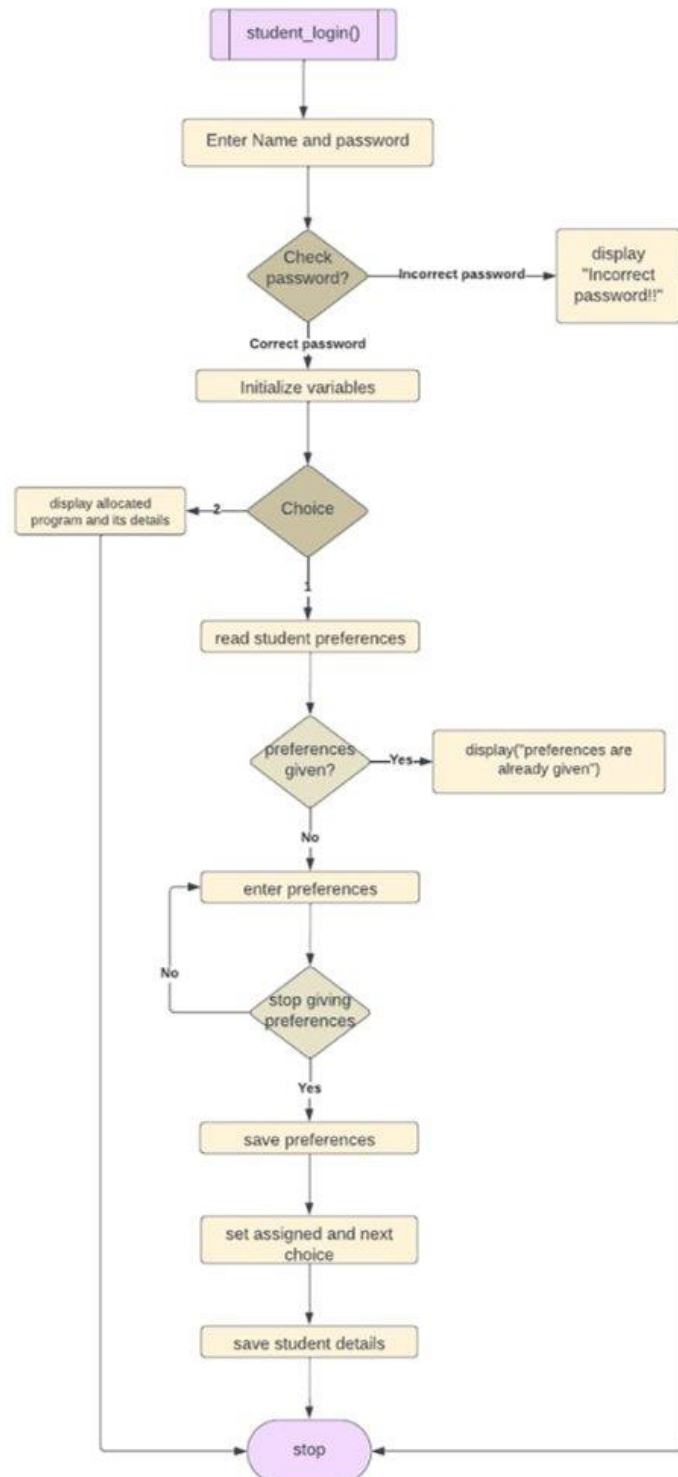 student_login()
Enter Name and password
Check
password?
Incorrect password
display
"Incorrect
password!!"
Correct password
Initialize variables
Choice
2
display allocated
program and its details
1
read student preferences
preferences
given?
Yes
display("preferences are
already given")
No
enter preferences
No
stop giving
preferences
Yes
save preferences
set assigned and next
choice
save student details
stop